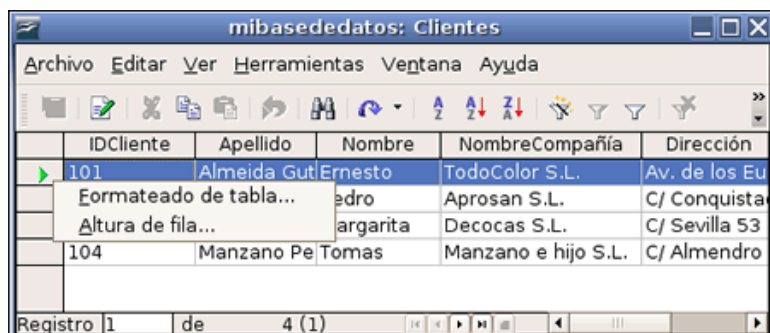 mibasededatos: Clientes
Archivo Editar Ver Herramientas Ventana Ayuda
IDCliente Apellido Nombre NombreCompañía Dirección
101 Almeida Gut Ernesto TodoColor S.L. Av. de los Eu
Formateado de tabla... edro Aprosan S.L. C/ Conquista
Altura de fila... argarita Decocas S.L. C/ Sevilla 53
104 Manzano Pe Tomas Manzano e hijo S.L. C/ Almendro
Registro 1 de 4 (1)